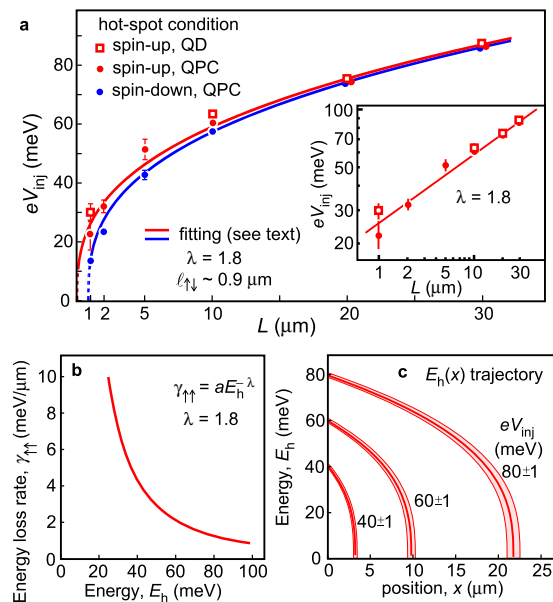 a
hot-spot condition
spin-up, QD
spin-up, QPC
spin-down, QPC
eV_inj (meV)
80
60
40
20
0
1 2 5 10 20 30
L (μm)
fitting (see text)
λ = 1.8
ℓ↑↓ ~ 0.9 μm
eV_inj (meV)
100
70
50
30
20
1 2 5 10 20 30
L (μm)
λ = 1.8
b
Energy loss rate, γ↑↑ (meV/μm)
10
8
6
4
2
0
0 20 40 60 80 100
Energy, E_h (meV)
γ↑↑ = aE_h^−λ
λ = 1.8
c
E_h(x) trajectory
Energy, E_h (meV)
80
60
40
20
0
0 5 10 15 20 25
position, x (μm)
eV_inj
(meV)
80±1
60±1
40±1